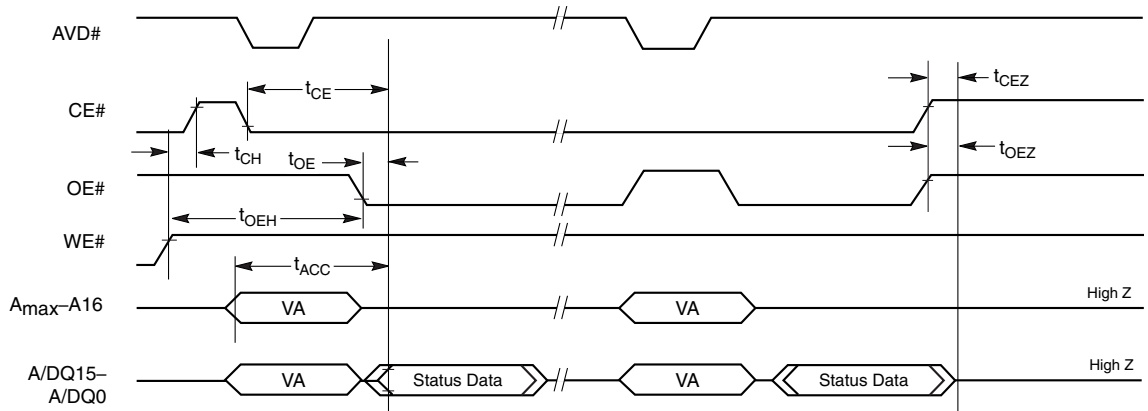 AVD#
CE#
tCE
tCEZ
tCH
tOE
tOEZ
OE#
tOEH
WE#
tACC
Amax–A16
VA
VA
High Z
A/DQ15–
A/DQ0
VA
Status Data
VA
Status Data
High Z